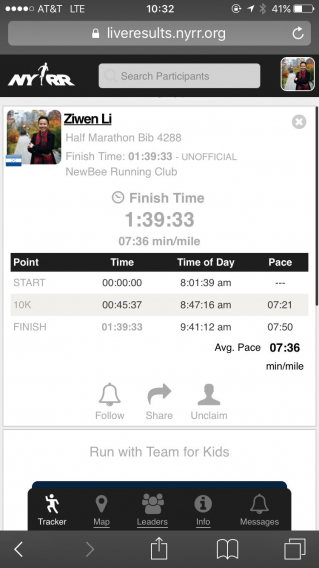 AT&T LTE 10:32 41%
liveresults.nyrr.org
NYRR
Search Participants
Ziwen Li
Half Marathon Bib 4288
Finish Time: 01:39:33 - UNOFFICIAL
NewBee Running Club
Finish Time
1:39:33
07:36 min/mile
Point Time Time of Day Pace
START 00:00:00 8:01:39 am ---
10K 00:45:37 8:47:16 am 07:21
FINISH 01:39:33 9:41:12 am 07:50
Avg. Pace 07:36
min/mile
Follow Share Unclaim
Run with Team for Kids
Tracker Map Leaders Info Messages